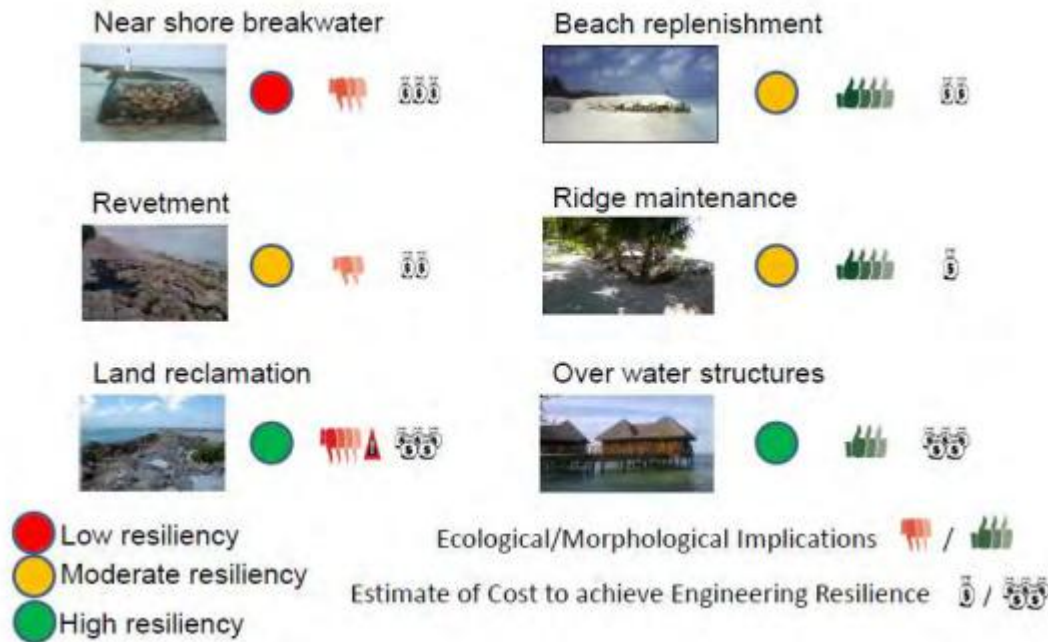 Near shore breakwater
Beach replenishment
Revetment
Ridge maintenance
Land reclamation
Over water structures
Low resiliency
Moderate resiliency
High resiliency
Ecological/Morphological Implications /
Estimate of Cost to achieve Engineering Resilience /